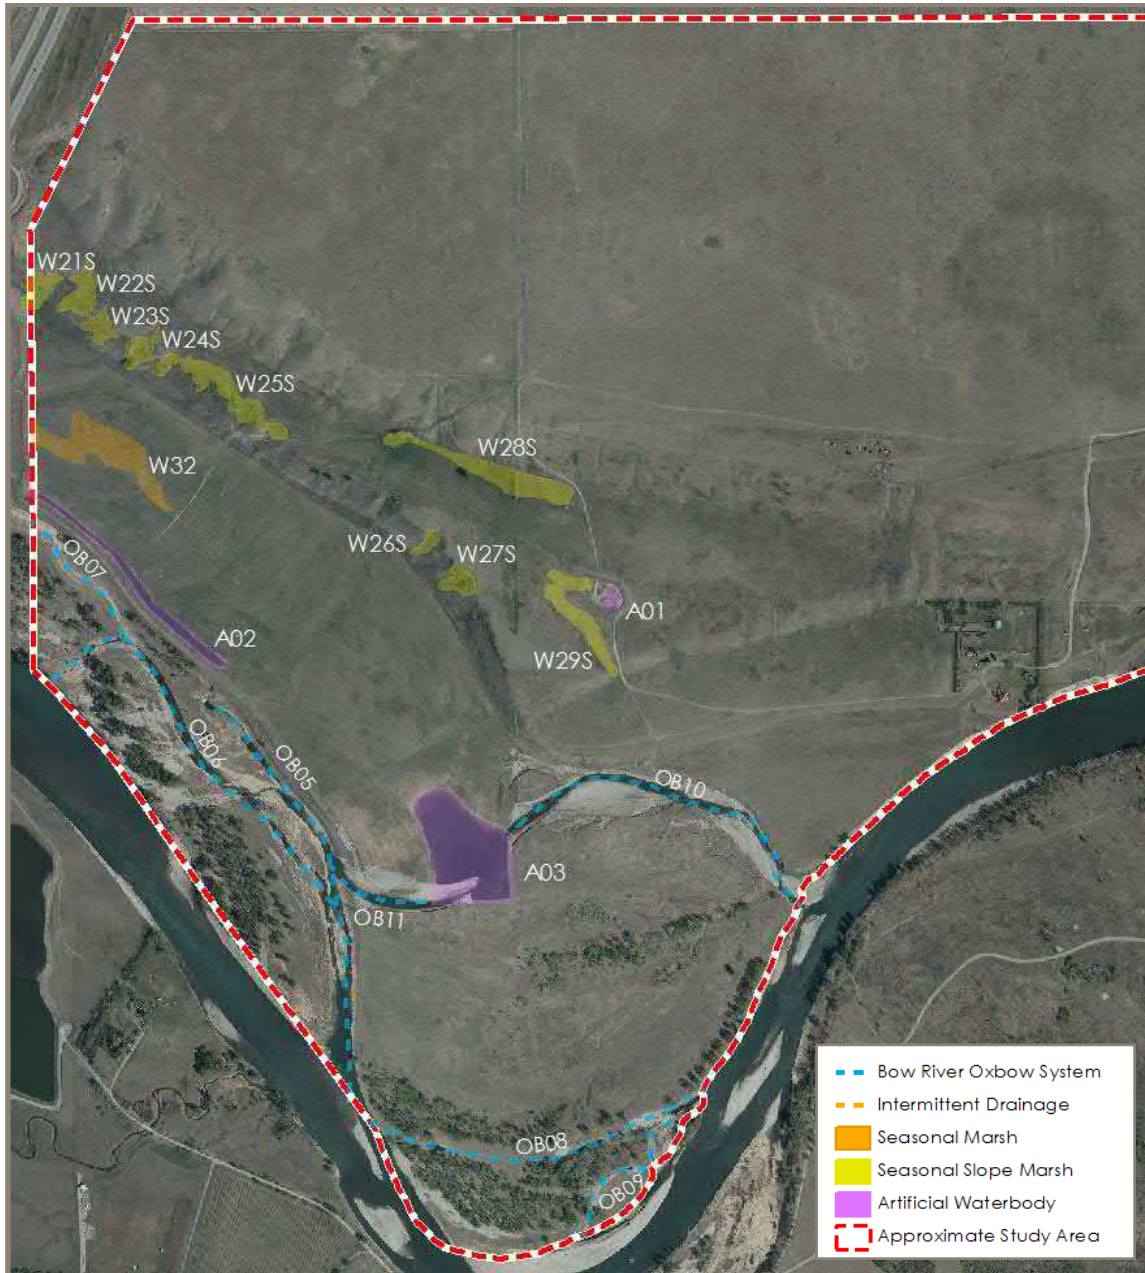 W21S
W22S
W23S
W24S
W25S
W28S
W32
W26S
W27S
OB07
A01
A02
W29S
OB06
OB05
OB10
A03
OB11
OB08
OB09
Bow River Oxbow System
Intermittent Drainage
Seasonal Marsh
Seasonal Slope Marsh
Artificial Waterbody
Approximate Study Area